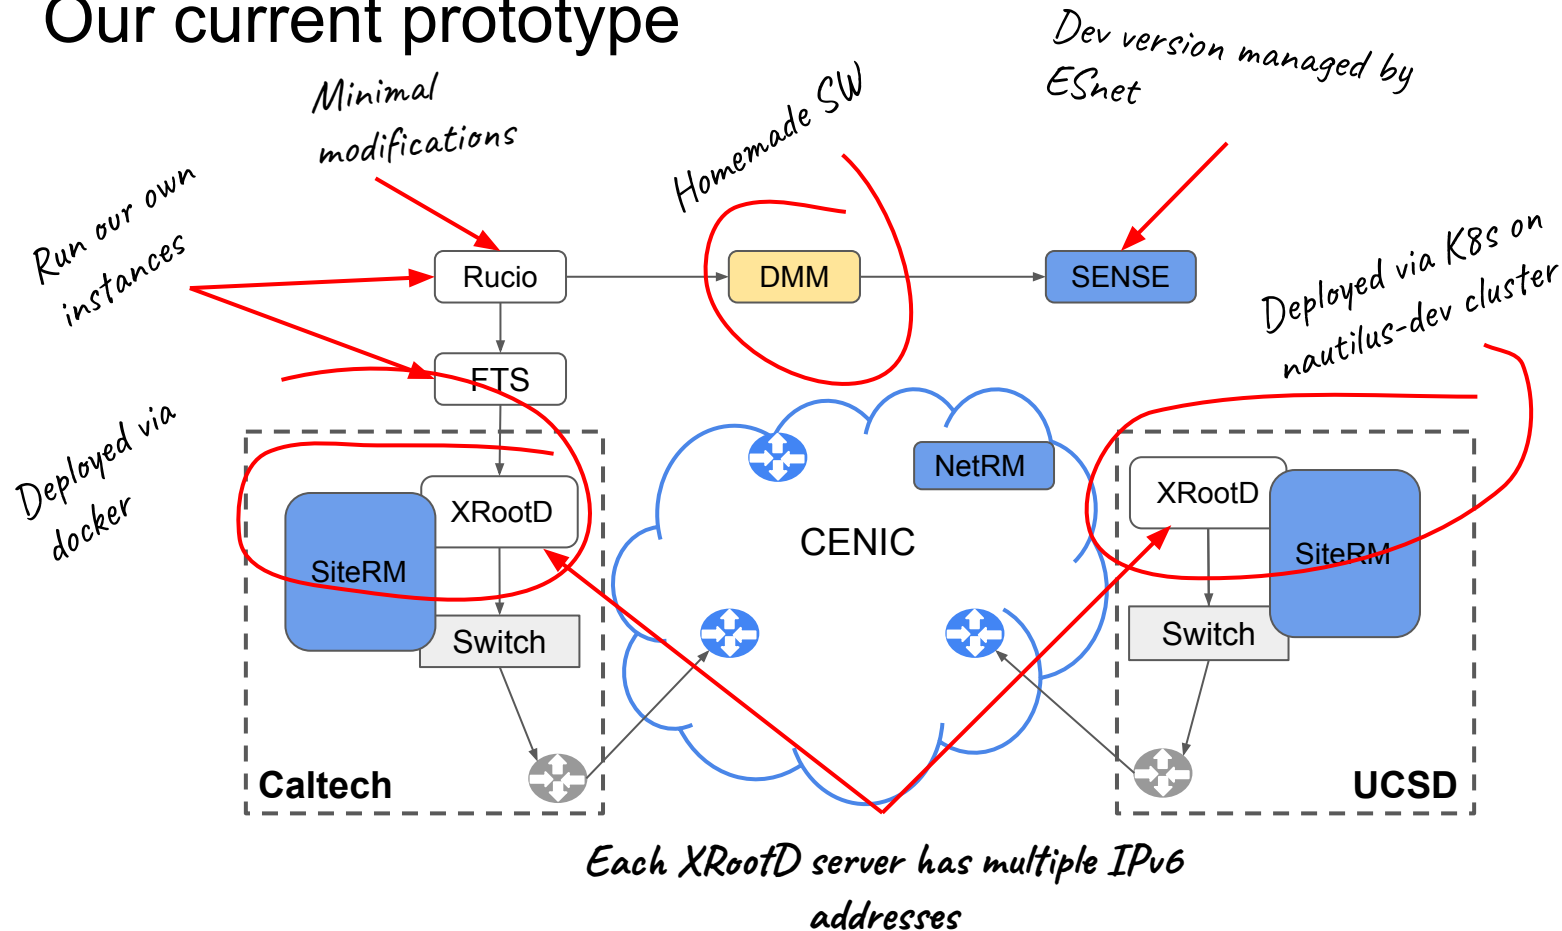 Our current prototype
Minimal
modifications
Homemade SW
Dev version managed by
ESnet
Run our own
instances
Rucio
DMM
SENSE
Deployed via K8s on
nautilus-dev cluster
FTS
Deployed via
docker
XRootD
SiteRM
Switch
Caltech
NetRM
CENIC
XRootD
SiteRM
Switch
UCSD
Each XRootD server has multiple IPv6
addresses